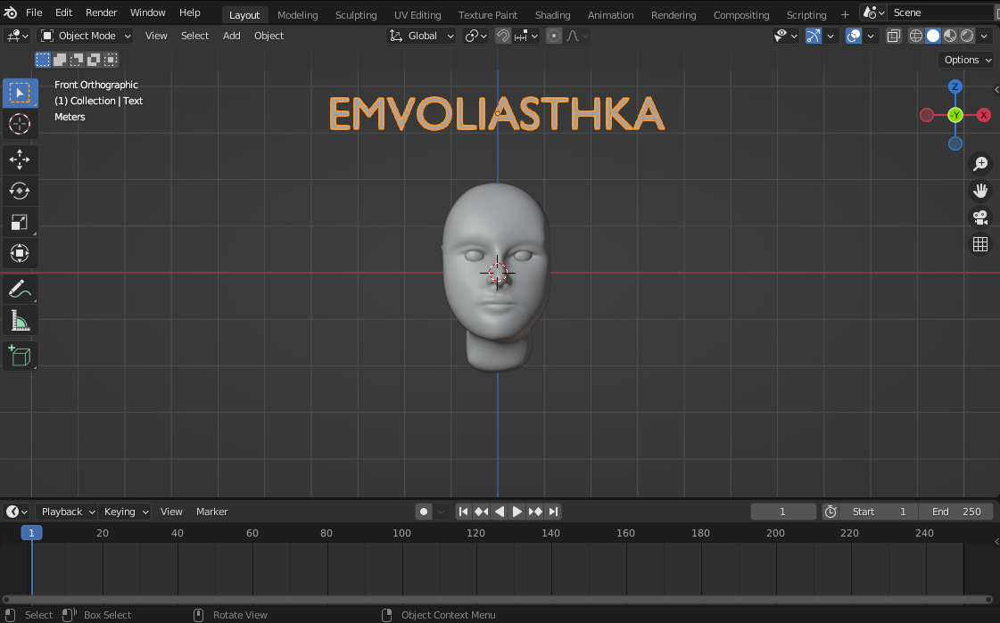 File Edit Render Window Help Layout Modeling Sculpting UV Editing Texture Paint Shading Animation Rendering Compositing Scripting + Scene
Object Mode View Select Add Object Global
Options
Front Orthographic
(1) Collection | Text
Meters
EMVOLIASTHKA
Z
-Y X
Playback Keying View Marker 1 Start 1 End 250
1 20 40 60 80 100 120 140 160 180 200 220 240
Select Box Select Rotate View Object Context Menu